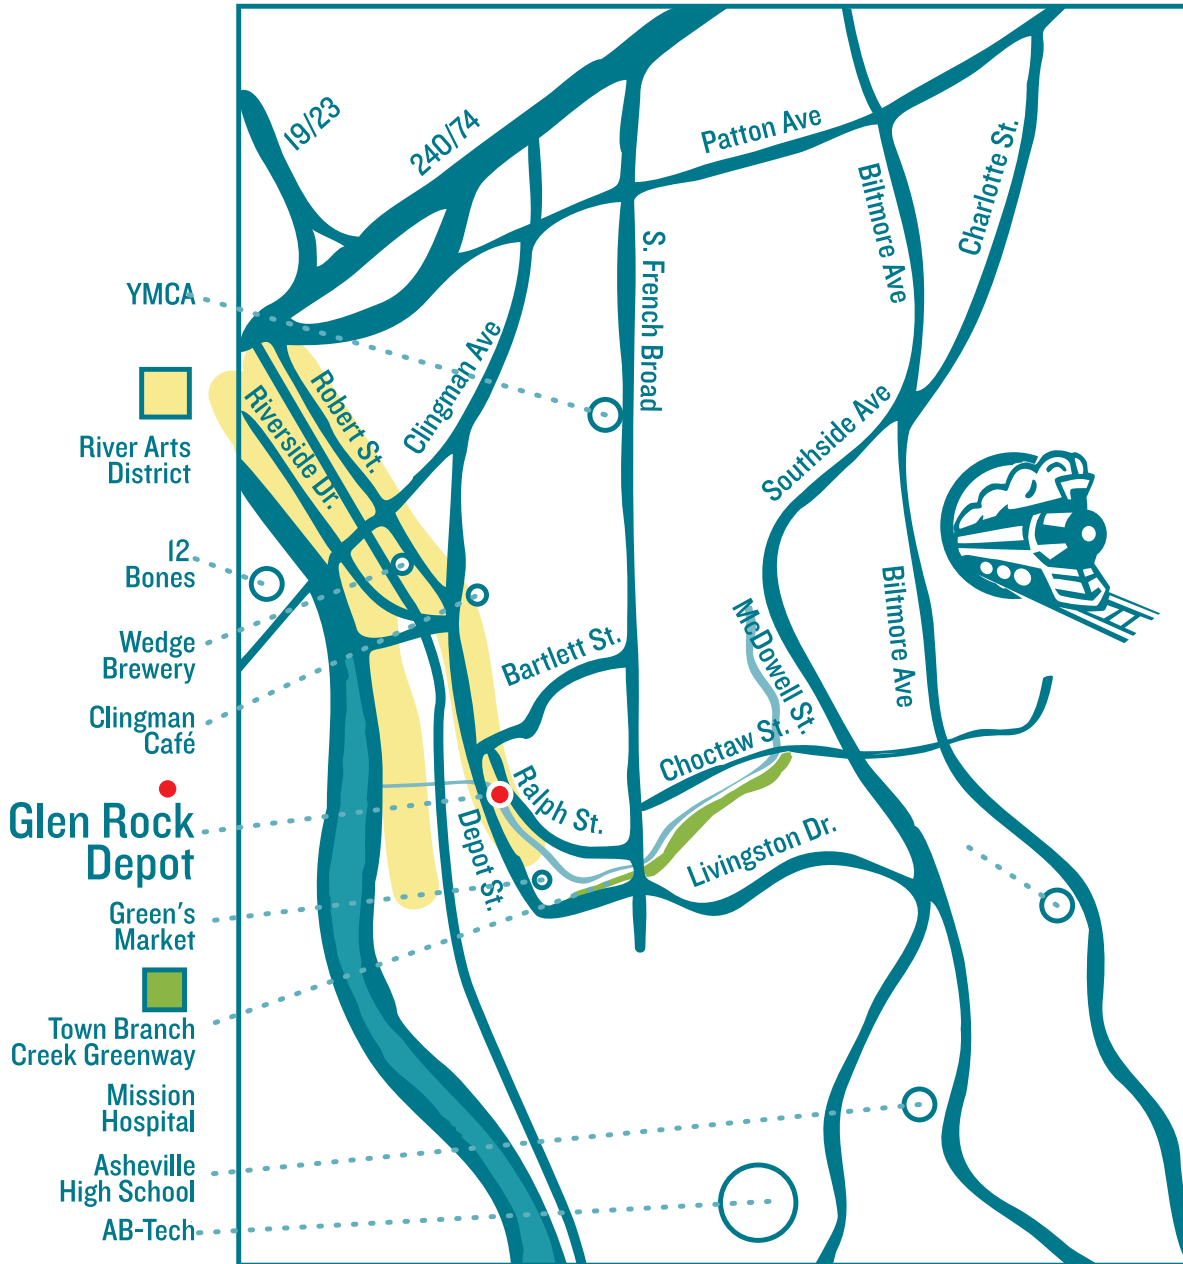 19/23
240/74
Patton Ave
Biltmore Ave
Charlotte St.
S. French Broad
YMCA
Clingman Ave
Robert St.
Riverside Dr.
River Arts
District
Southside Ave
12
Bones
Biltmore Ave
McDowell St.
Wedge
Brewery
Bartlett St.
Clingman
Café
Choctaw St.
Ralph St.
Glen Rock
Depot
Depot St.
Livingston Dr.
Green's
Market
Town Branch
Creek Greenway
Mission
Hospital
Asheville
High School
AB-Tech